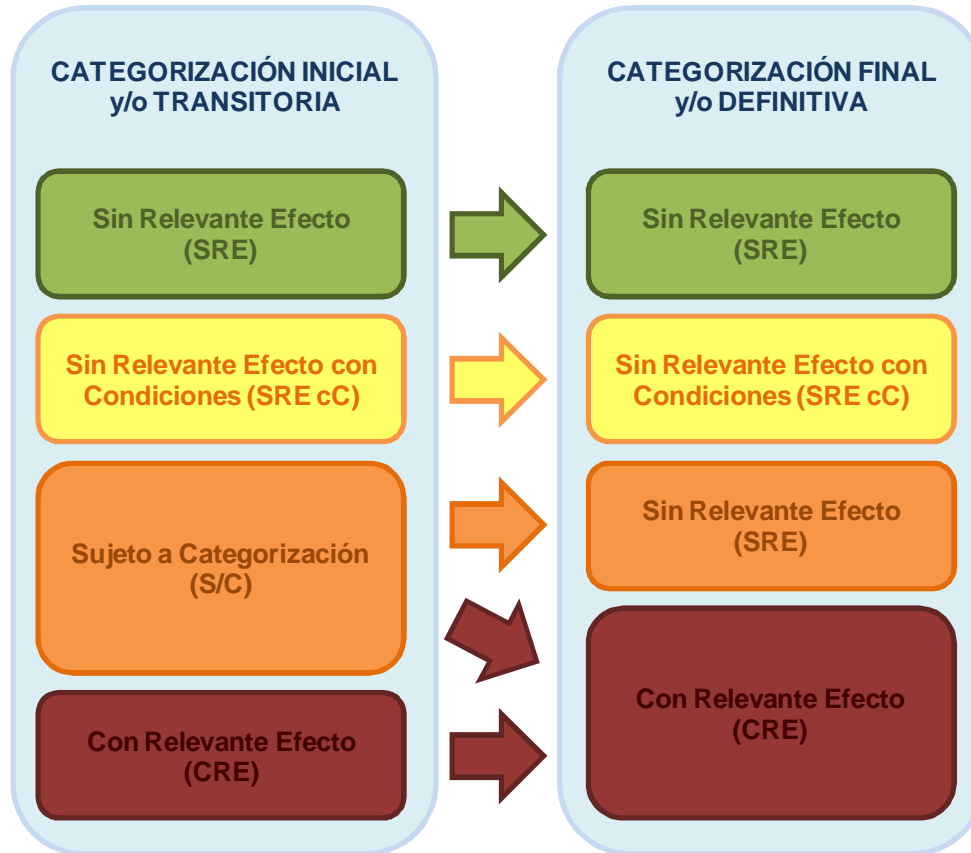 CATEGORIZACIÓN INICIAL
y/o TRANSITORIA
Sin Relevante Efecto
(SRE)
Sin Relevante Efecto con
Condiciones (SRE cC)
Sujeto a Categorización
(S/C)
Con Relevante Efecto
(CRE)
CATEGORIZACIÓN FINAL
y/o DEFINITIVA
Sin Relevante Efecto
(SRE)
Sin Relevante Efecto con
Condiciones (SRE cC)
Sin Relevante Efecto
(SRE)
Con Relevante Efecto
(CRE)